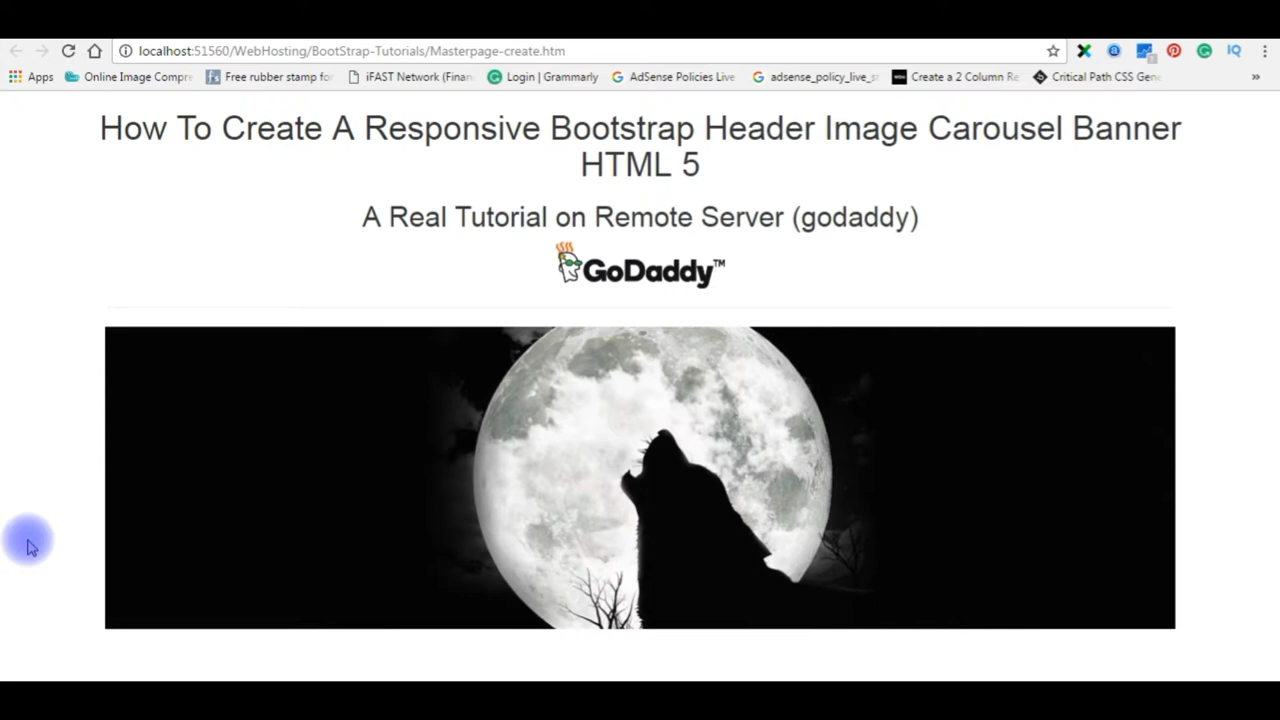 localhost:51560/WebHosting/BootStrap-Tutorials/Masterpage-create.htm
Apps Online Image Compre Free rubber stamp fo iFAST Network (Finan Login | Grammarly AdSense Policies Live adsense_policy_live_s Create a 2 Column Re Critical Path CSS Gene »
How To Create A Responsive Bootstrap Header Image Carousel Banner
HTML 5
A Real Tutorial on Remote Server (godaddy)
GoDaddy™